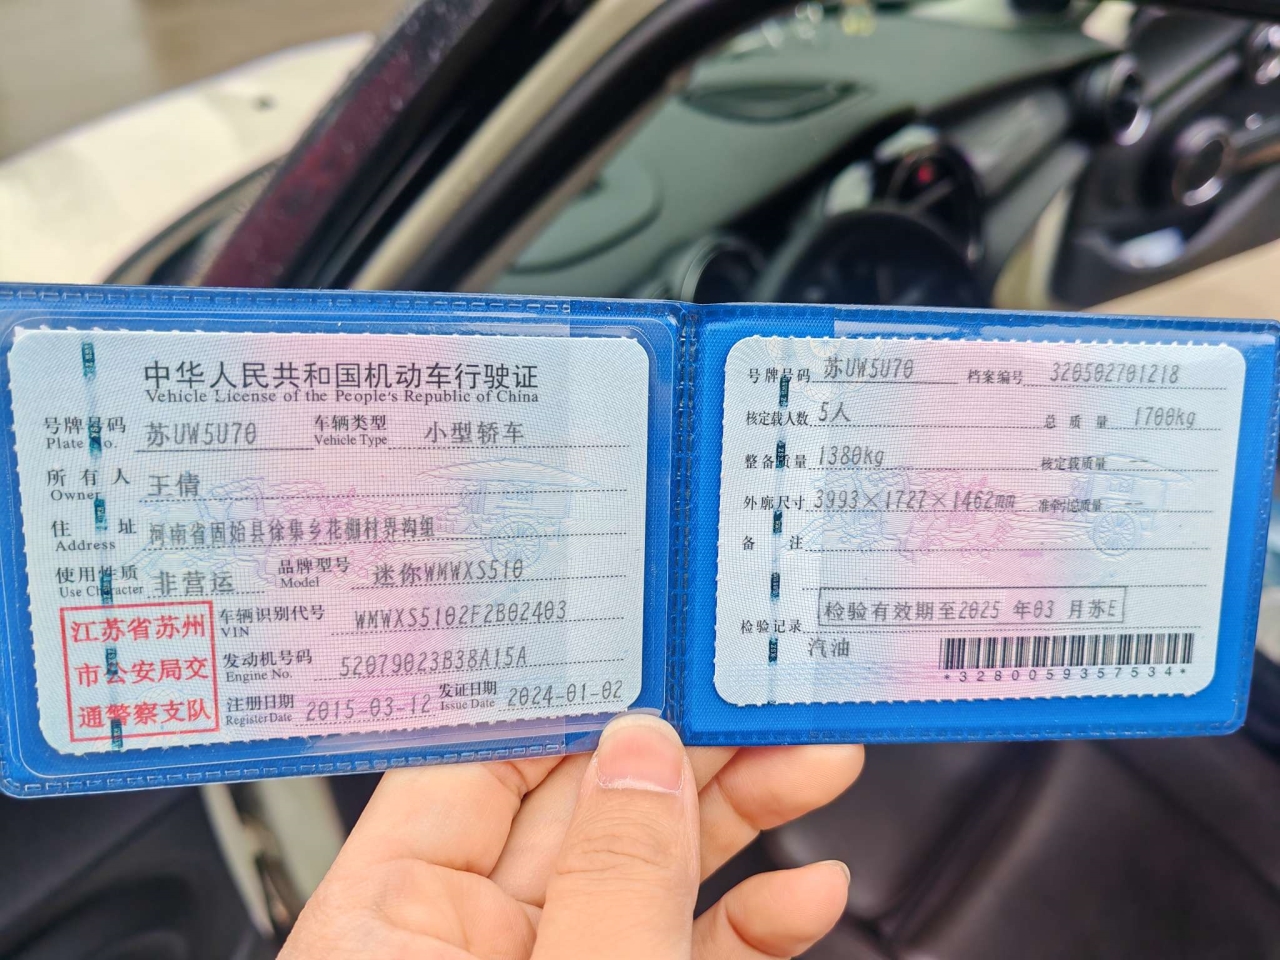 中华人民共和国机动车行驶证
Vehicle License of the People's Republic of China
号牌号码 苏UW5U70 车辆类型 小型轿车
Plate No. Vehicle Type
所有人 王倩
Owner
住址 河南省固始县徐集乡花棚村界沟组
Address
使用性质 非营运 品牌型号 迷你WMWXS510
Use Character Model
江苏省苏州
市公安局交
通警察支队
车辆识别代号 WMWXS5102F2B02403
VIN
发动机号码 52079023B38A15A
Engine No.
注册日期 2015-03-12 发证日期 2024-01-02
Register Date Issue Date
号牌号码 苏UW5U70 档案编号 320502701218
核定载人数 5人 总质量 1700kg
整备质量 1380kg 核定载质量
外廓尺寸 3993×1727×1462mm 准牵引总质量 --
备注
检验有效期至2025 年03 月苏E
检验记录
汽油
*3280059357534*